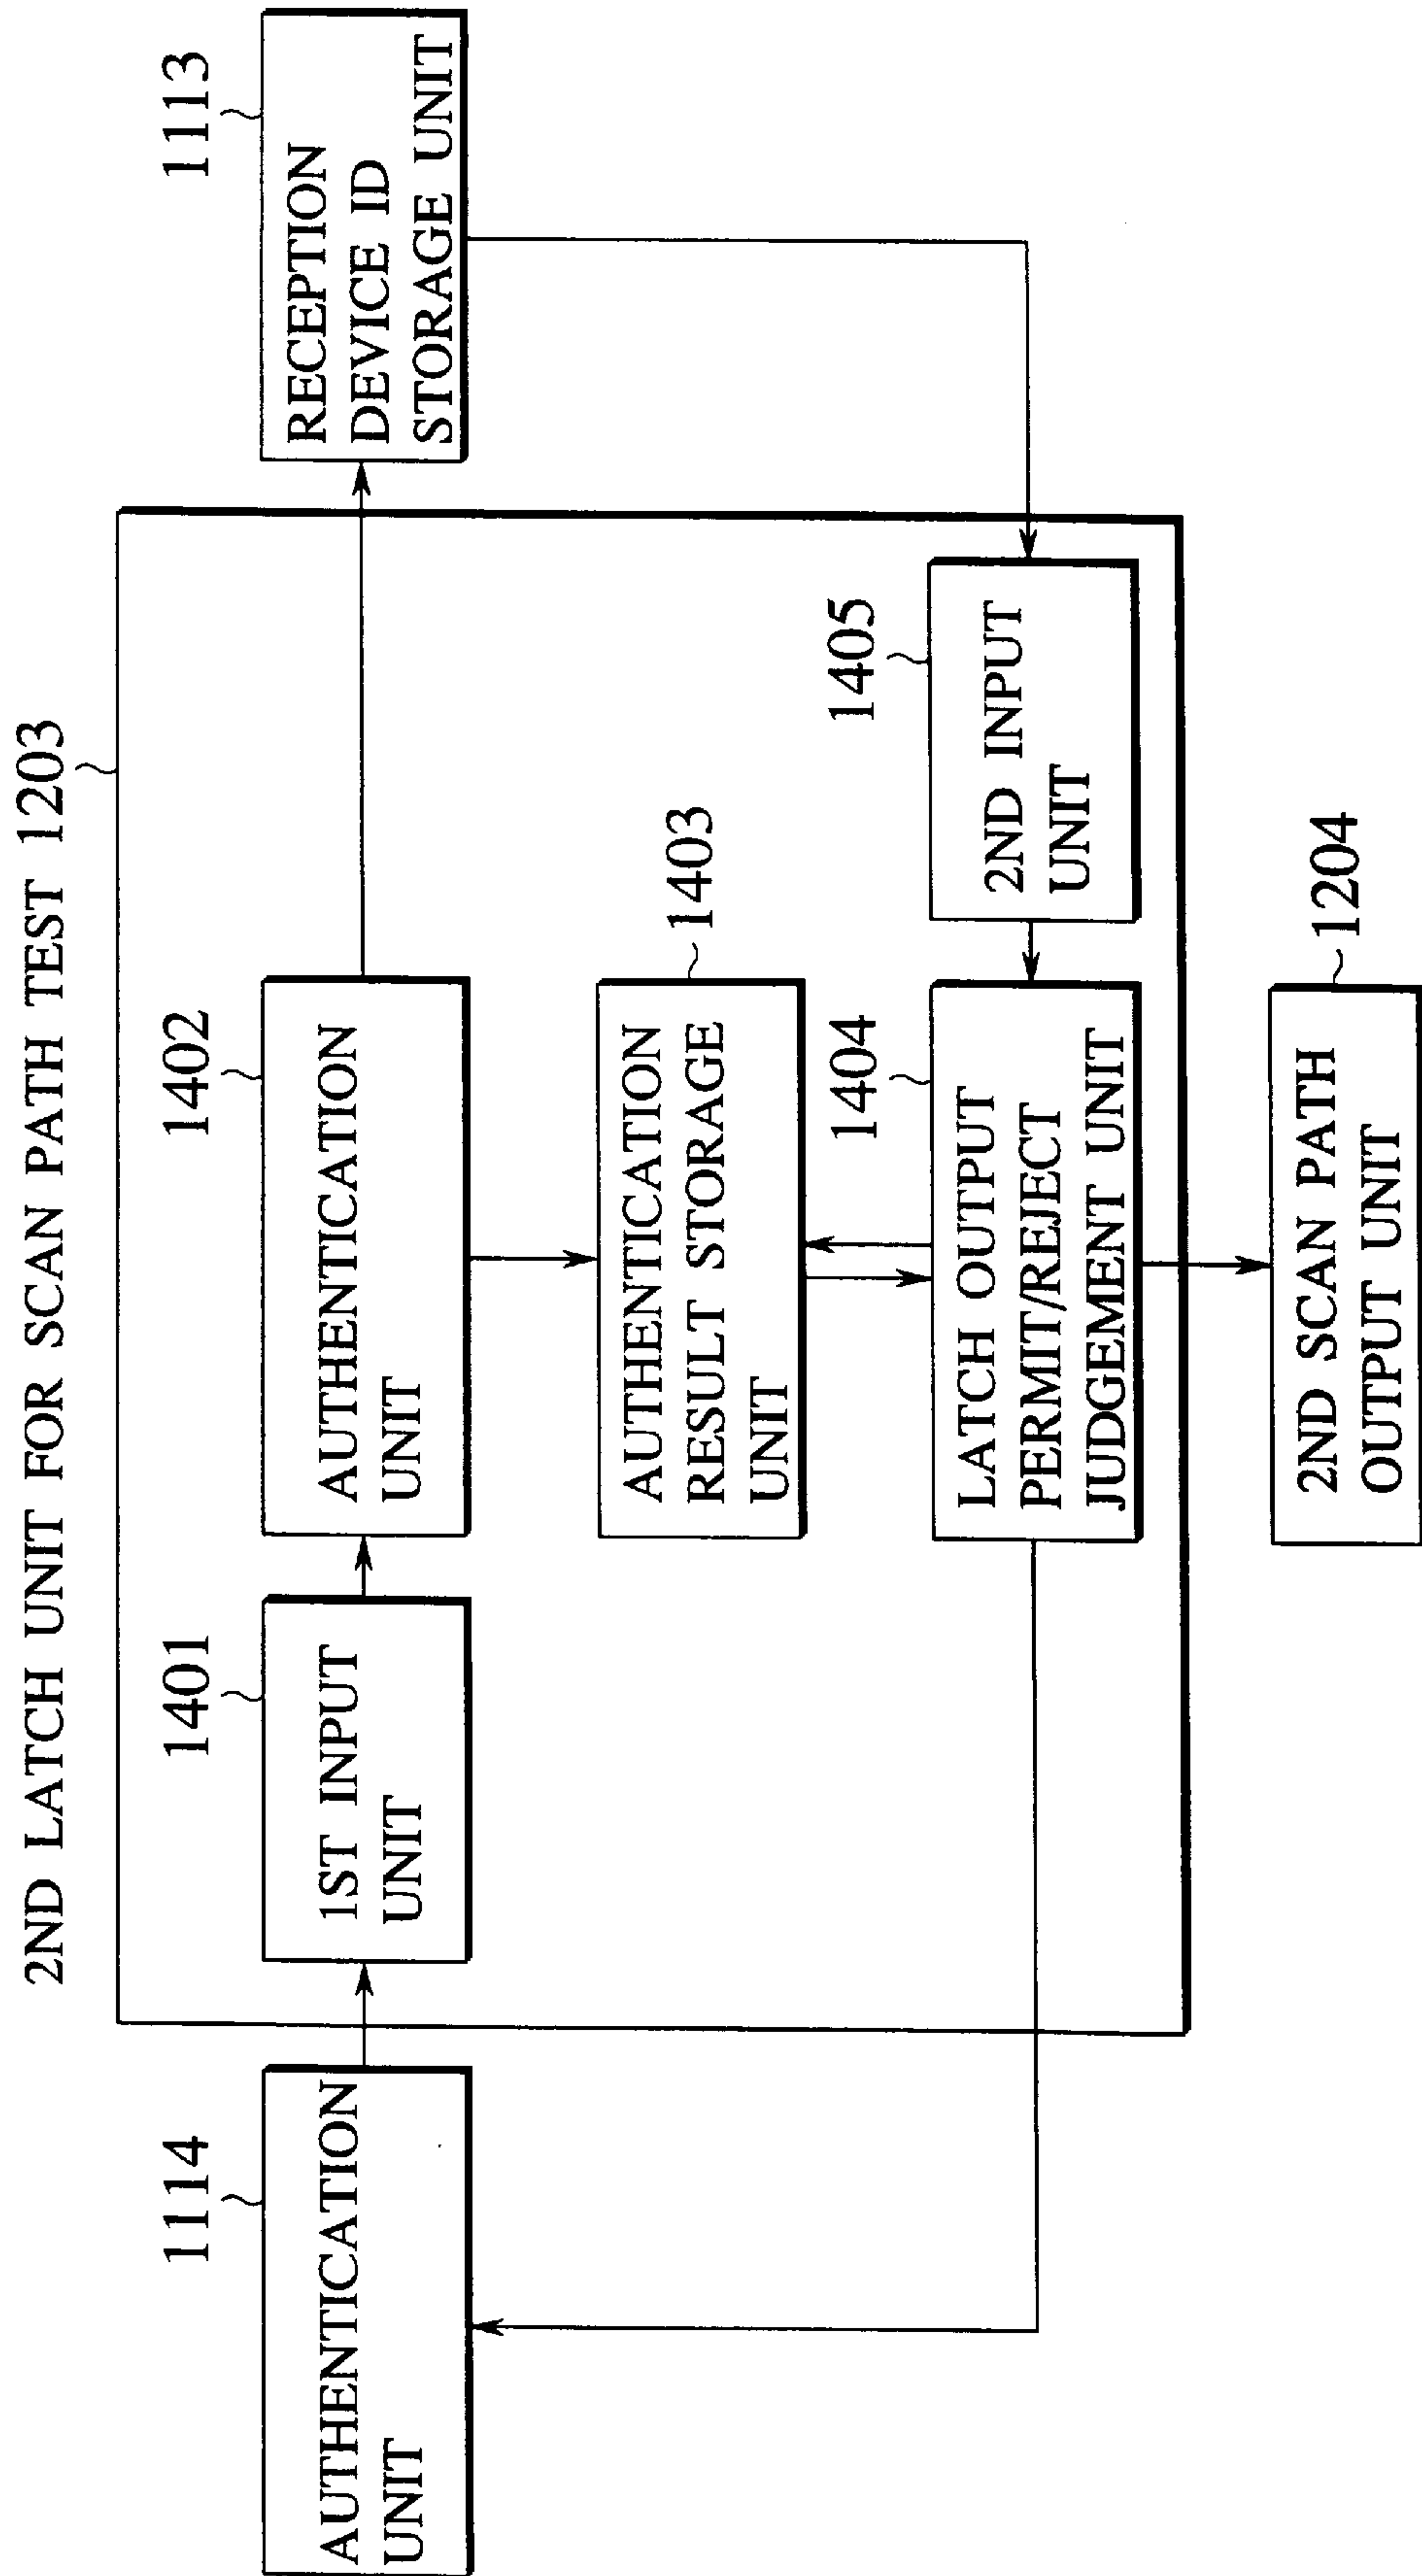 2ND LATCH UNIT FOR SCAN PATH TEST 1203
1114
AUTHENTICATION
UNIT
1401
1ST INPUT
UNIT
1402
AUTHENTICATION
UNIT
1113
RECEPTION
DEVICE ID
STORAGE UNIT
1403
AUTHENTICATION
RESULT STORAGE
UNIT
1404
LATCH OUTPUT
PERMIT/REJECT
JUDGEMENT UNIT
1405
2ND INPUT
UNIT
1204
2ND SCAN PATH
OUTPUT UNIT